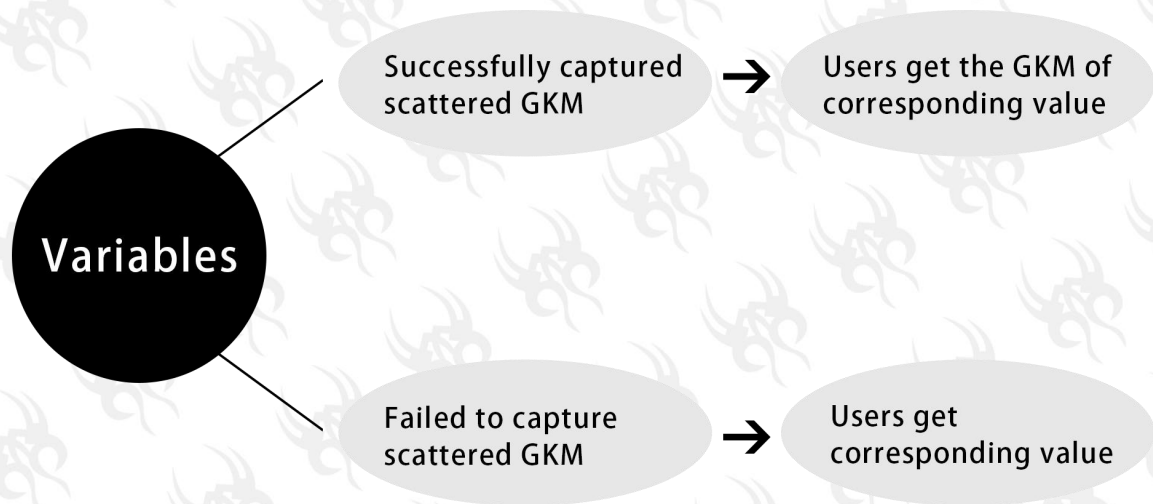 Successfully captured
scattered GKM
Users get the GKM of
corresponding value
Variables
Failed to capture
scattered GKM
Users get
corresponding value